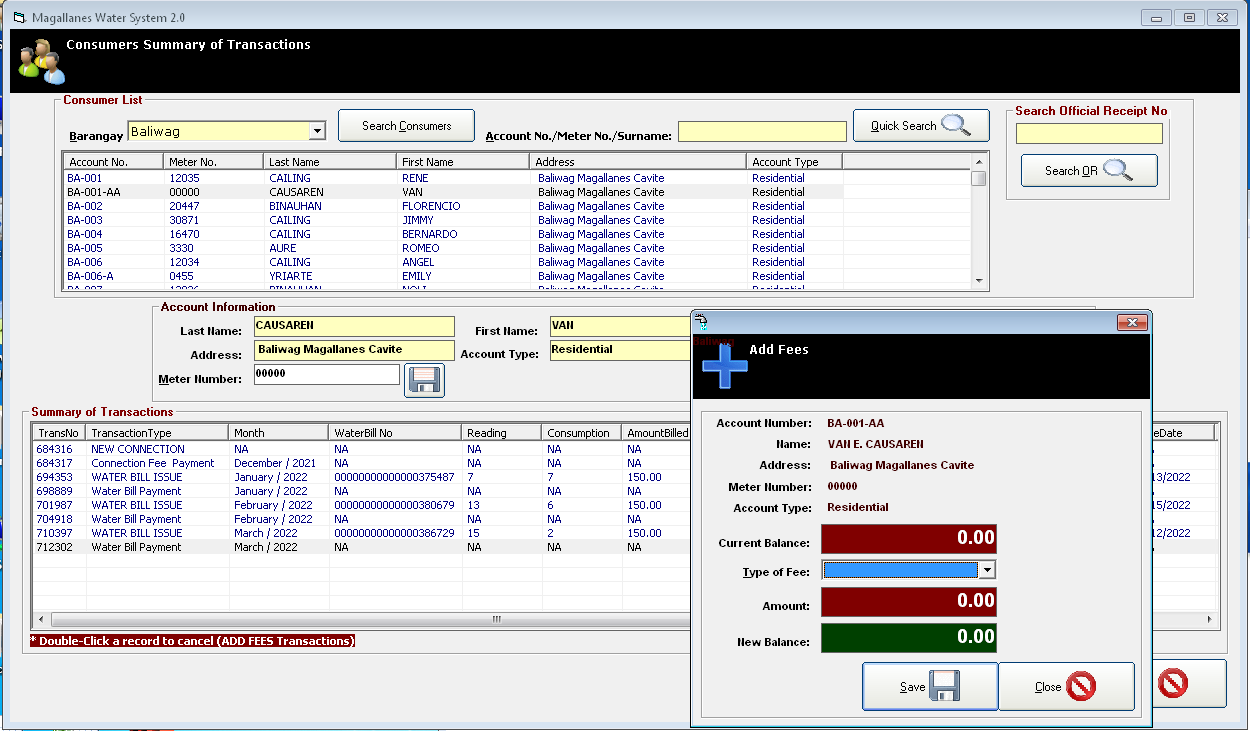 Magallanes Water System 2.0
Consumers Summary of Transactions
Consumer List
Barangay Baliwag Search Consumers Account No./Meter No./Surname: Quick Search
Search Official Receipt No
Search OR
Account No. Meter No. Last Name First Name Address Account Type
BA-001 12035 CAILING RENE Baliwag Magallanes Cavite Residential
BA-001-AA 00000 CAUSAREN VAN Baliwag Magallanes Cavite Residential
BA-002 20447 BINAUHAN FLORENCIO Baliwag Magallanes Cavite Residential
BA-003 30871 CAILING JIMMY Baliwag Magallanes Cavite Residential
BA-004 16470 CAILING BERNARDO Baliwag Magallanes Cavite Residential
BA-005 3330 AURE ROMEO Baliwag Magallanes Cavite Residential
BA-006 12034 CAILING ANGEL Baliwag Magallanes Cavite Residential
BA-006-A 0455 YRIARTE EMILY Baliwag Magallanes Cavite Residential
Account Information
Last Name: CAUSAREN First Name: VAN
Address: Baliwag Magallanes Cavite Account Type: Residential
Meter Number: 00000
Summary of Transactions
TransNo TransactionType Month WaterBill No Reading Consumption AmountBilled eDate
684316 NEW CONNECTION NA NA NA NA NA
684317 Connection Fee Payment December / 2021 NA NA NA NA
694353 WATER BILL ISSUE January / 2022 00000000000000375487 7 7 150.00 13/2022
698889 Water Bill Payment January / 2022 NA NA NA NA
701987 WATER BILL ISSUE February / 2022 00000000000000380679 13 6 150.00 15/2022
704918 Water Bill Payment February / 2022 NA NA NA NA
710397 WATER BILL ISSUE March / 2022 00000000000000386729 15 2 150.00 12/2022
712302 Water Bill Payment March / 2022 NA NA NA NA
* Double-Click a record to cancel (ADD FEES Transactions)
Baliwag
Add Fees
Account Number: BA-001-AA
Name: VAN E. CAUSAREN
Address: Baliwag Magallanes Cavite
Meter Number: 00000
Account Type: Residential
Current Balance: 0.00
Type of Fee:
Amount: 0.00
New Balance: 0.00
Save Close